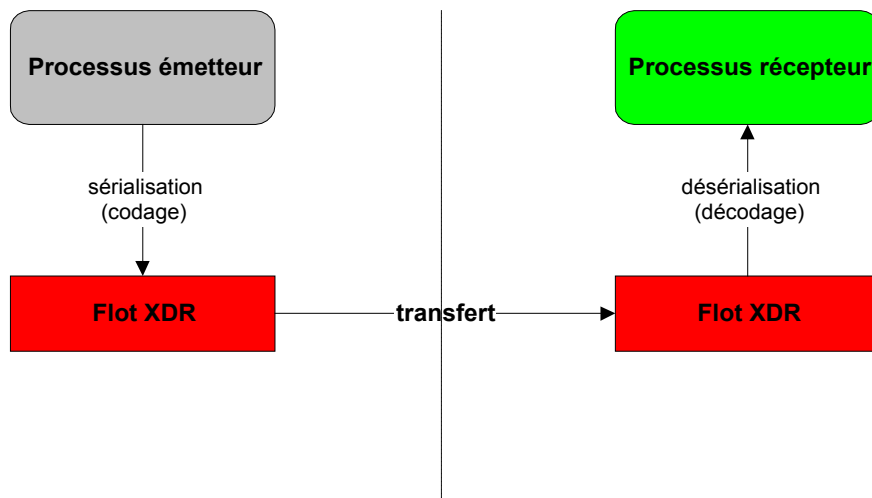 Processus émetteur
Processus récepteur
sérialisation
(codage)
désérialisation
(décodage)
Flot XDR
transfert
Flot XDR